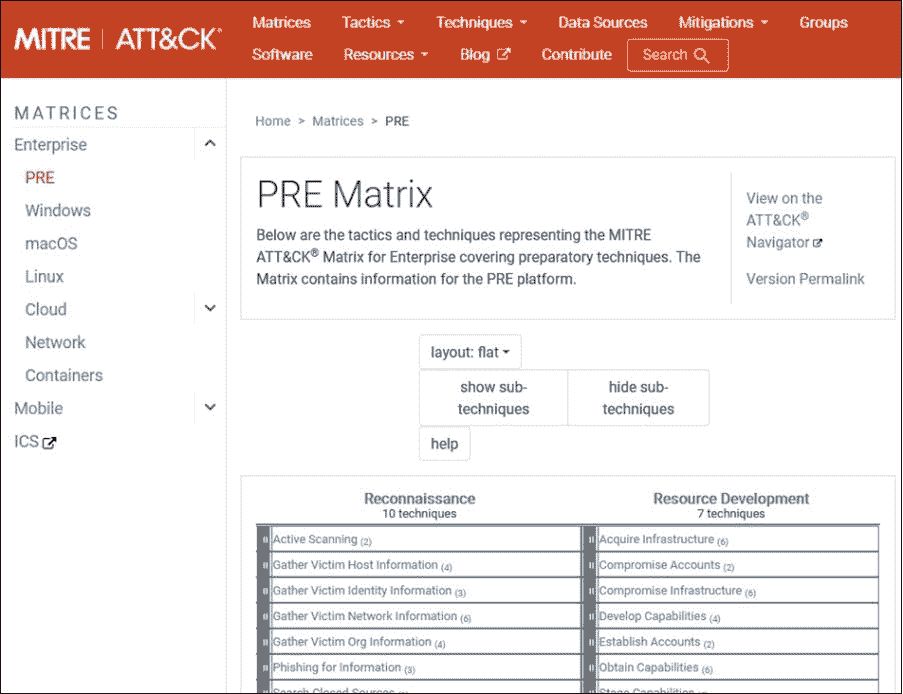 MITRE | ATT&CK®
Matrices
Tactics
Techniques
Data Sources
Mitigations
Groups
Software
Resources
Blog
Contribute
Search
MATRICES
Enterprise
PRE
Windows
macOS
Linux
Cloud
Network
Containers
Mobile
ICS
Home > Matrices > PRE
PRE Matrix
Below are the tactics and techniques representing the MITRE
ATT&CK® Matrix for Enterprise covering preparatory techniques. The
Matrix contains information for the PRE platform.
View on the
ATT&CK®
Navigator
Version Permalink
layout: flat
show sub-
techniques
hide sub-
techniques
help
Reconnaissance
10 techniques
Active Scanning (2)
Gather Victim Host Information (4)
Gather Victim Identity Information (3)
Gather Victim Network Information (6)
Gather Victim Org Information (4)
Phishing for Information (3)
Search Closed Sources
Resource Development
7 techniques
Acquire Infrastructure (6)
Compromise Accounts (2)
Compromise Infrastructure (6)
Develop Capabilities (4)
Establish Accounts (2)
Obtain Capabilities (6)
Stage Capabilities